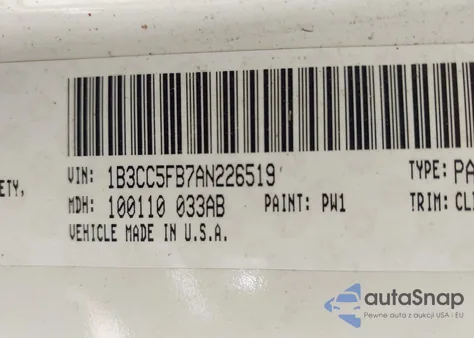 VIN: 1B3CC5FB7AN226519 TYPE: PA
ETY,
MDH: 100110 033AB PAINT: PW1 TRIM: CLI
VEHICLE MADE IN U.S.A.
autaSnap
Pewne auta z aukcji USA i EU